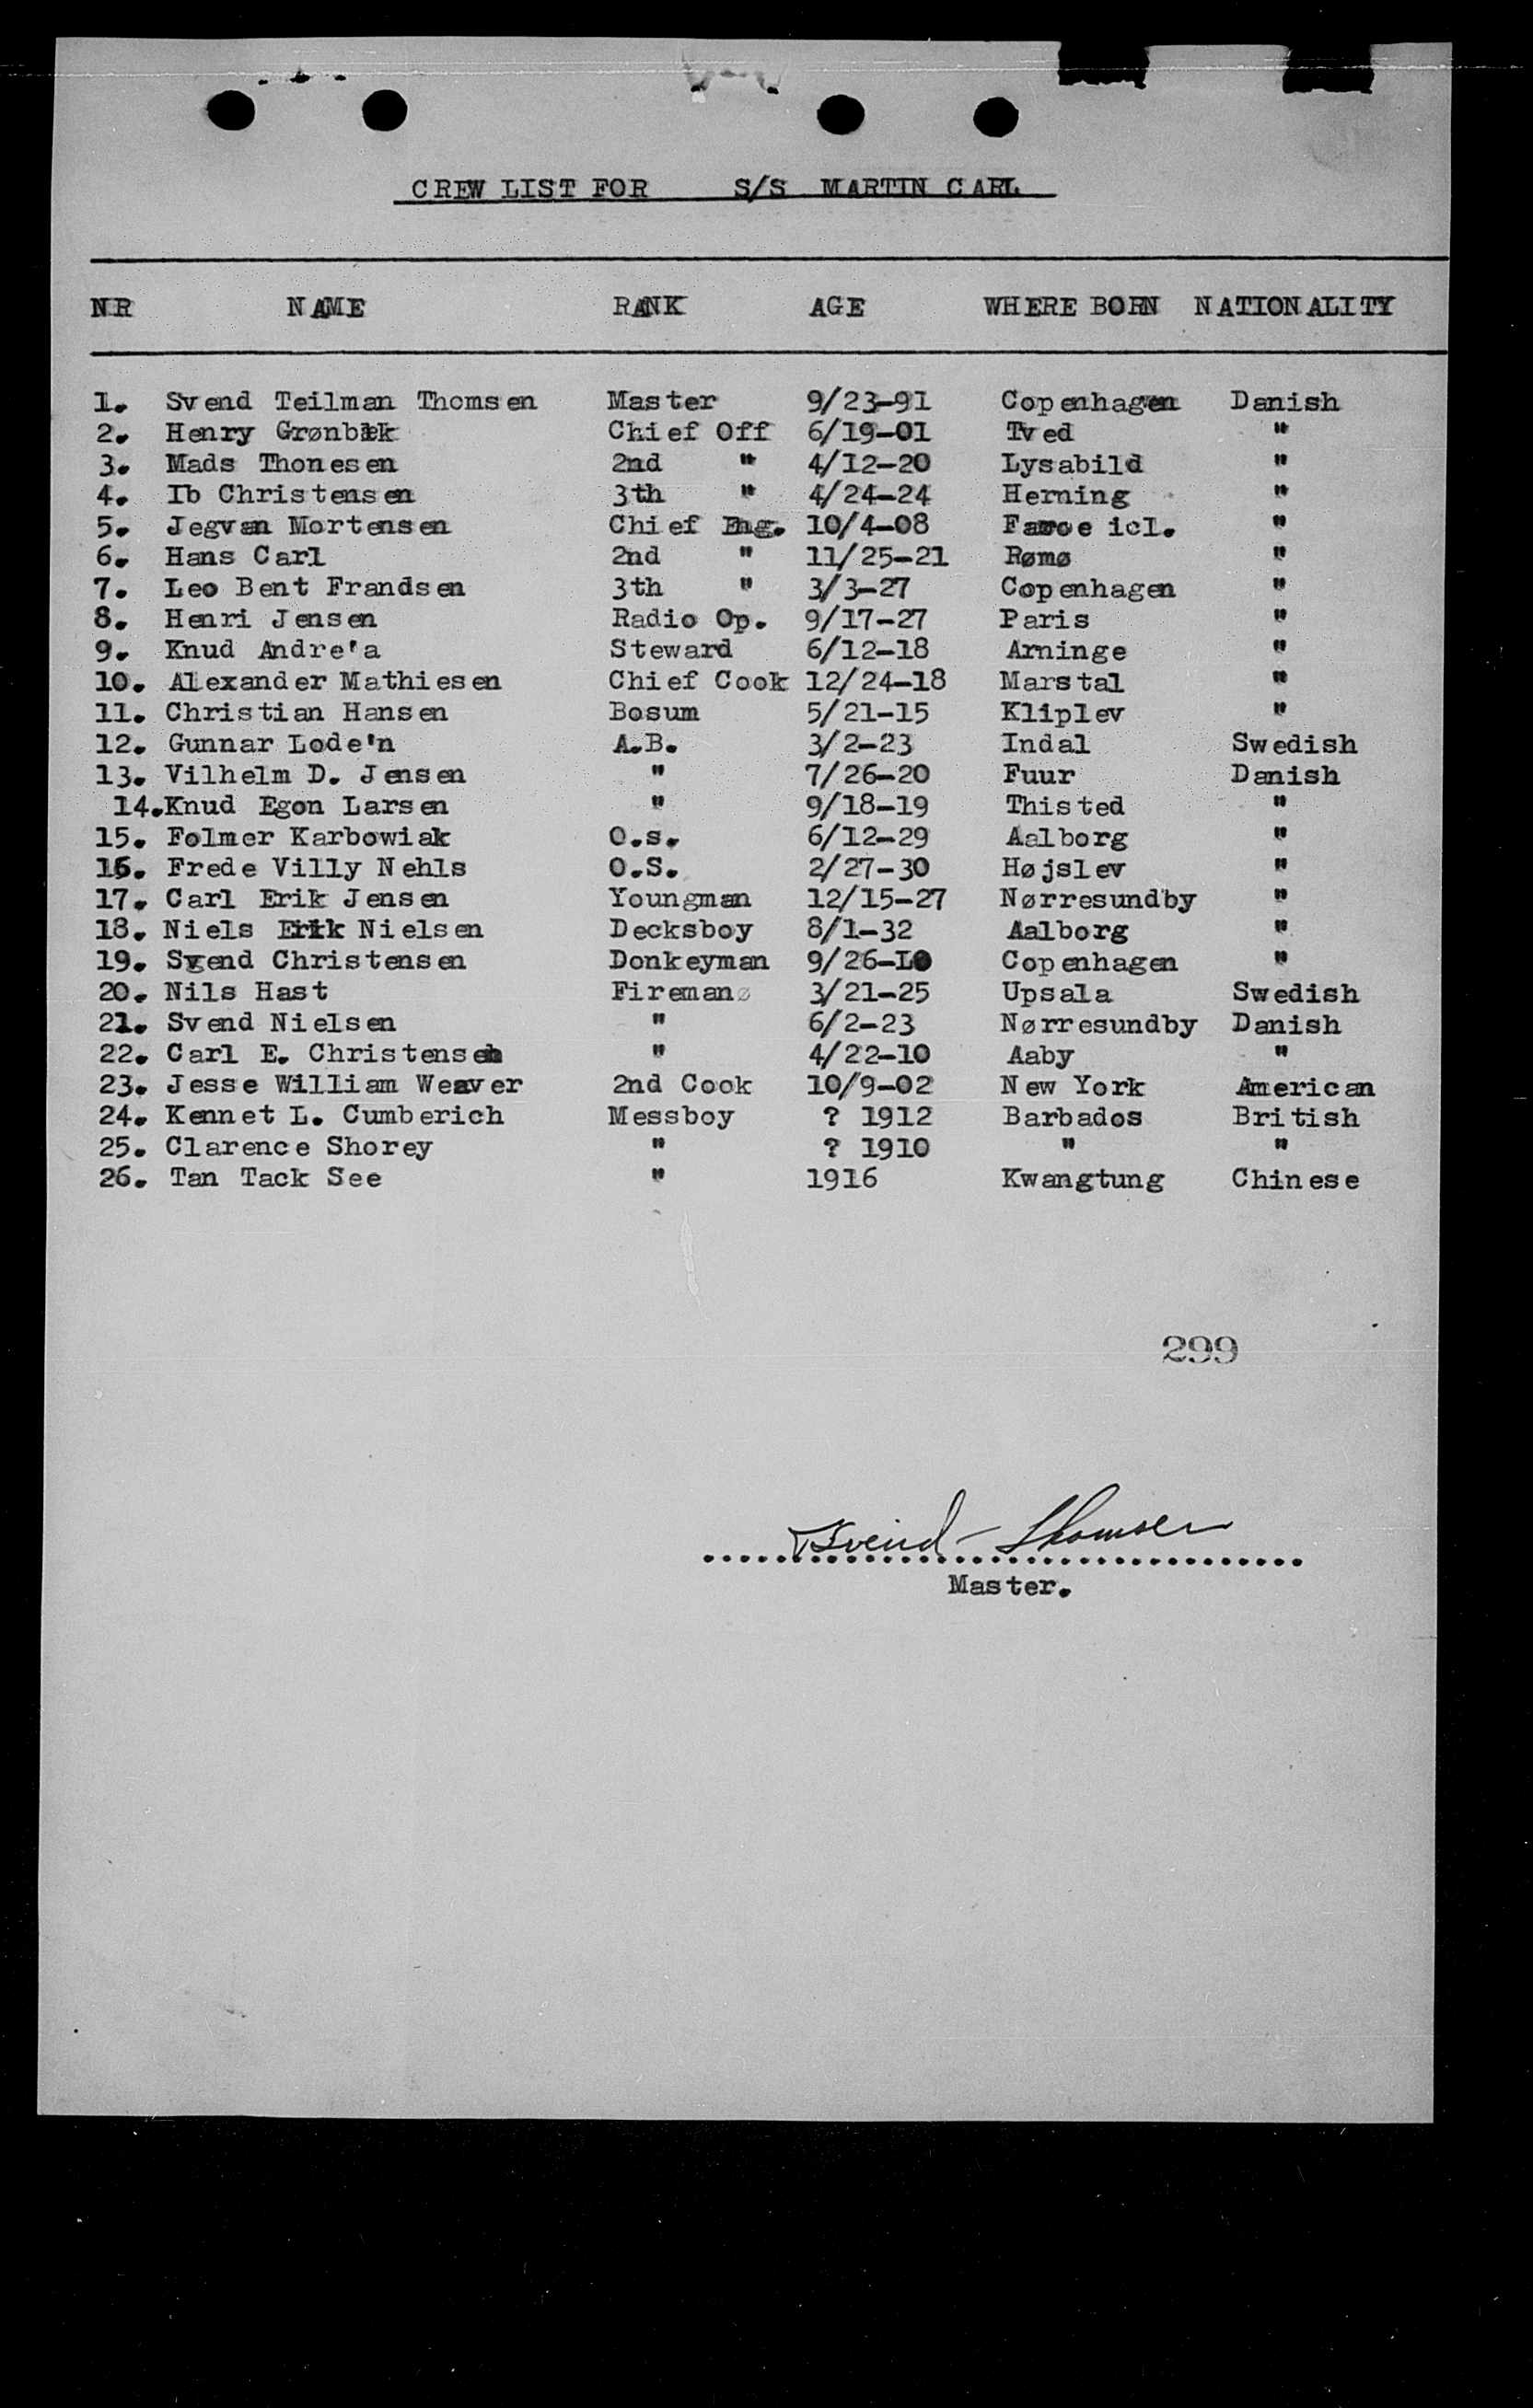 CREW LIST FOR S/S MARTIN CARL
NR NAME RANK AGE WHERE BORN NATIONALITY
1. Svend Teilman Thomsen Master 9/23-91 Copenhagen Danish
2. Henry Grønbæk Chief Off 6/19-01 Tved "
3. Mads Thonesen 2nd " 4/12-20 Lysabild "
4. Ib Christensen 3th " 4/24-24 Herning "
5. Jegvan Mortensen Chief Eng. 10/4-08 Faroe icl. "
6. Hans Carl 2nd " 11/25-21 Rømø "
7. Leo Bent Frandsen 3th " 3/3-27 Copenhagen "
8. Henri Jensen Radio Op. 9/17-27 Paris "
9. Knud Andre'a Steward 6/12-18 Arninge "
10. Alexander Mathiesen Chief Cook 12/24-18 Marstal "
11. Christian Hansen Bosum 5/21-15 Kliplev "
12. Gunnar Lode'n A.B. 3/2-23 Indal Swedish
13. Vilhelm D. Jensen " 7/26-20 Fuur Danish
14. Knud Egon Larsen " 9/18-19 Thisted "
15. Folmer Karbowiak O.s. 6/12-29 Aalborg "
16. Frede Villy Nehls O.S. 2/27-30 Højslev "
17. Carl Erik Jensen Youngman 12/15-27 Nørresundby "
18. Niels Erik Nielsen Decksboy 8/1-32 Aalborg "
19. Svend Christensen Donkeyman 9/26-10 Copenhagen "
20. Nils Hast Fireman 3/21-25 Upsala Swedish
21. Svend Nielsen " 6/2-23 Nørresundby Danish
22. Carl E. Christensen " 4/22-10 Aaby "
23. Jesse William Weaver 2nd Cook 10/9-02 New York American
24. Kennet L. Cumberich Messboy ? 1912 Barbados British
25. Clarence Shorey " ? 1910 " "
26. Tan Tack See " 1916 Kwangtung Chinese
299
Svend Thomsen
Master.